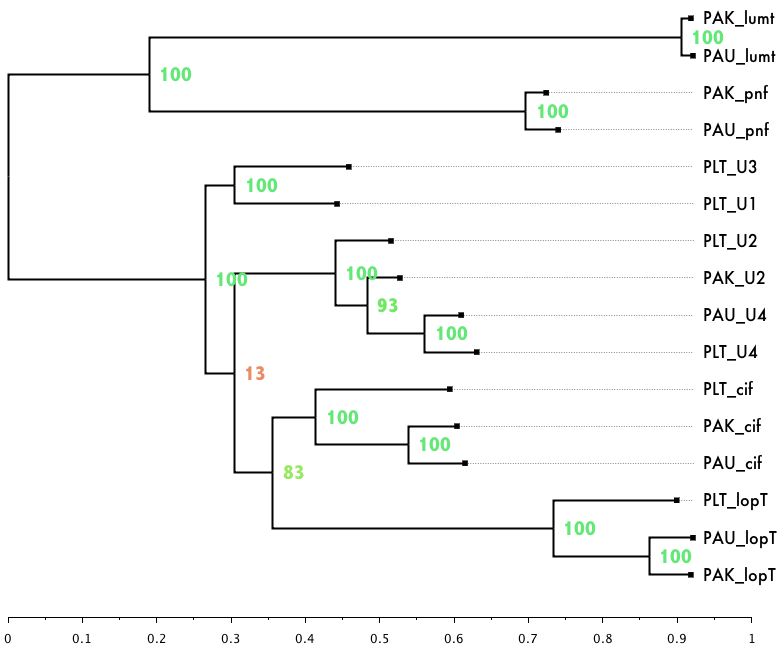 PAK_lumt
100
PAU_lumt
100
PAK_pnf
100
PAU_pnf
PLT_U3
100
PLT_U1
PLT_U2
100
100
PAK_U2
93
PAU_U4
100
PLT_U4
13
PLT_cif
100
PAK_cif
100
PAU_cif
83
PLT_lopT
100
PAU_lopT
100
PAK_lopT
0 0.1 0.2 0.3 0.4 0.5 0.6 0.7 0.8 0.9 1